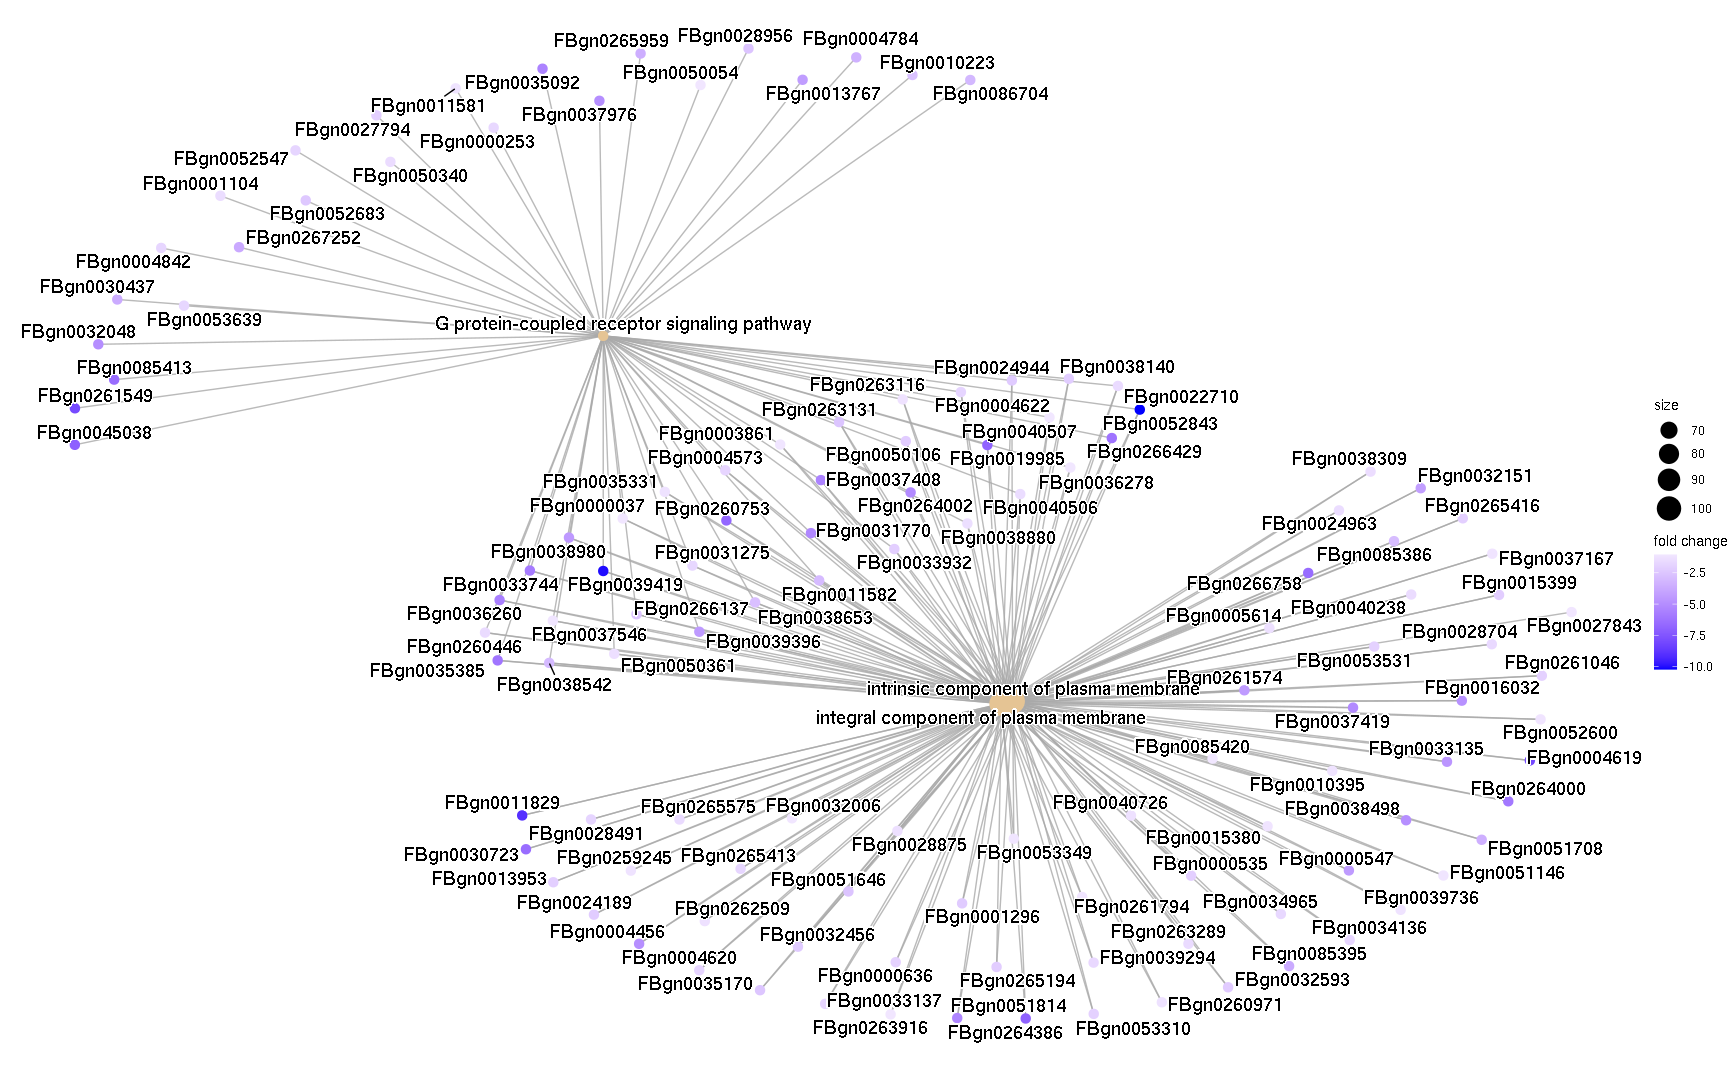 FBgn0028956
FBgn0004784
FBgn0265959
FBgn0010223
FBgn0050054
FBgn0035092
FBgn0013767
FBgn0086704
FBgn0011581
FBgn0037976
FBgn0027794
FBgn0000253
FBgn0052547
FBgn0050340
FBgn0001104
FBgn0052683
FBgn0267252
FBgn0004842
FBgn0030437
FBgn0053639
G protein-coupled receptor signaling pathway
FBgn0032048
FBgn0085413
FBgn0024944
FBgn0038140
FBgn0263116
FBgn0261549
FBgn0022710
FBgn0004622
size
FBgn0263131
FBgn0052843
70
FBgn0045038
FBgn0003861
FBgn0040507
80
FBgn0050106
FBgn0266429
FBgn0004573
FBgn0019985
FBgn0038309
FBgn0032151
90
FBgn0035331
FBgn0037408
FBgn0036278
FBgn0000037
FBgn0260753
FBgn0264002
FBgn0040506
FBgn0265416
100
FBgn0024963
FBgn0031770
FBgn0038880
fold change
FBgn0038980
FBgn0031275
FBgn0033932
FBgn0085386
FBgn0037167
-2.5
FBgn0033744
FBgn0039419
FBgn0266758
FBgn0015399
FBgn0011582
-5.0
FBgn0036260
FBgn0266137
FBgn0038653
FBgn0005614
FBgn0040238
FBgn0037546
FBgn0039396
FBgn0028704
FBgn0027843
-7.5
FBgn0260446
FBgn0035385
FBgn0050361
FBgn0053531
FBgn0261046
-10.0
FBgn0038542
FBgn0261574
intrinsic component of plasma membrane
FBgn0016032
integral component of plasma membrane
FBgn0037419
FBgn0052600
FBgn0085420
FBgn0033135
FBgn0004619
FBgn0010395
FBgn0264000
FBgn0011829
FBgn0265575
FBgn0032006
FBgn0040726
FBgn0038498
FBgn0028491
FBgn0028875
FBgn0015380
FBgn0030723
FBgn0259245
FBgn0265413
FBgn0053349
FBgn0000535
FBgn0000547
FBgn0051708
FBgn0013953
FBgn0051646
FBgn0051146
FBgn0024189
FBgn0262509
FBgn0001296
FBgn0261794
FBgn0034965
FBgn0039736
FBgn0004456
FBgn0032456
FBgn0263289
FBgn0034136
FBgn0004620
FBgn0039294
FBgn0085395
FBgn0035170
FBgn0000636
FBgn0265194
FBgn0032593
FBgn0033137
FBgn0051814
FBgn0260971
FBgn0263916
FBgn0264386
FBgn0053310